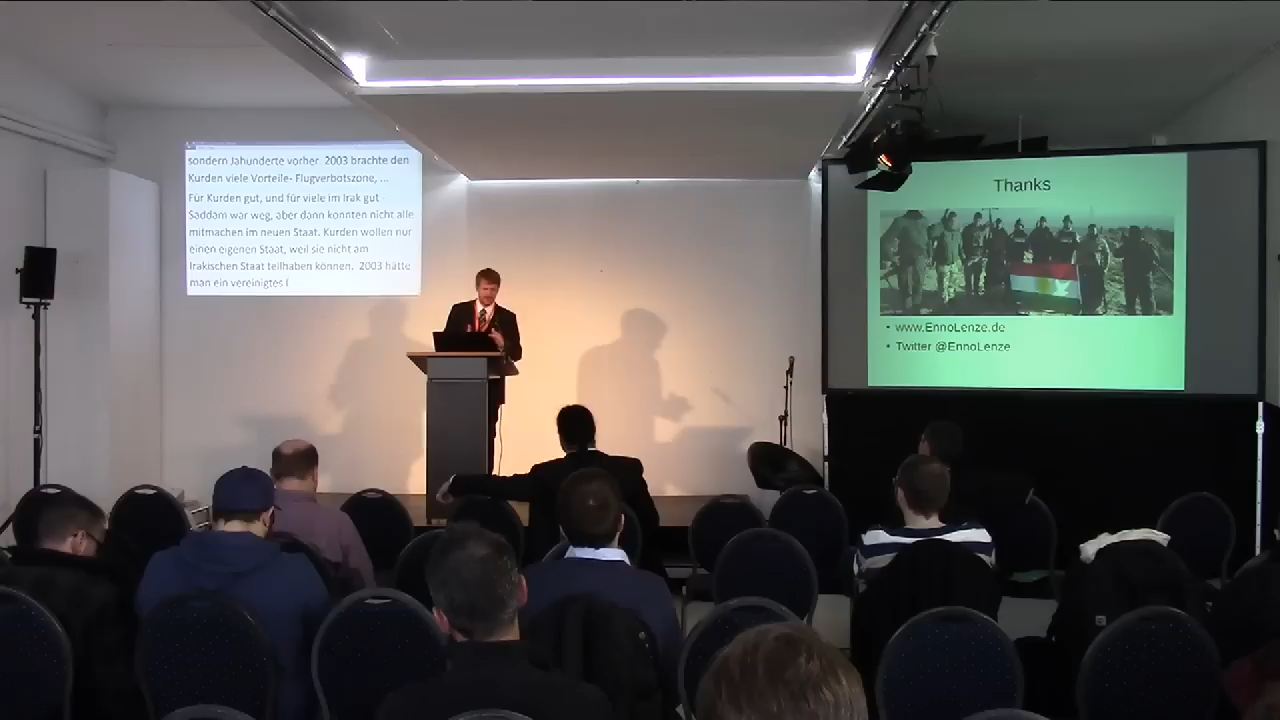 sondern Jahunderte vorher  2003 brachte den
Kurden viele Vorteile- Flugverbotszone, ...
Für Kurden gut, und für viele im Irak gut -
Saddam war weg, aber dann konnten nicht alle
mitmachen im neuen Staat. Kurden wollen nur
einen eigenen Staat, weil sie nicht am
Irakischen Staat teilhaben können.  2003 hätte
man ein vereinigtes I
Thanks
• www.EnnoLenze.de
• Twitter @EnnoLenze